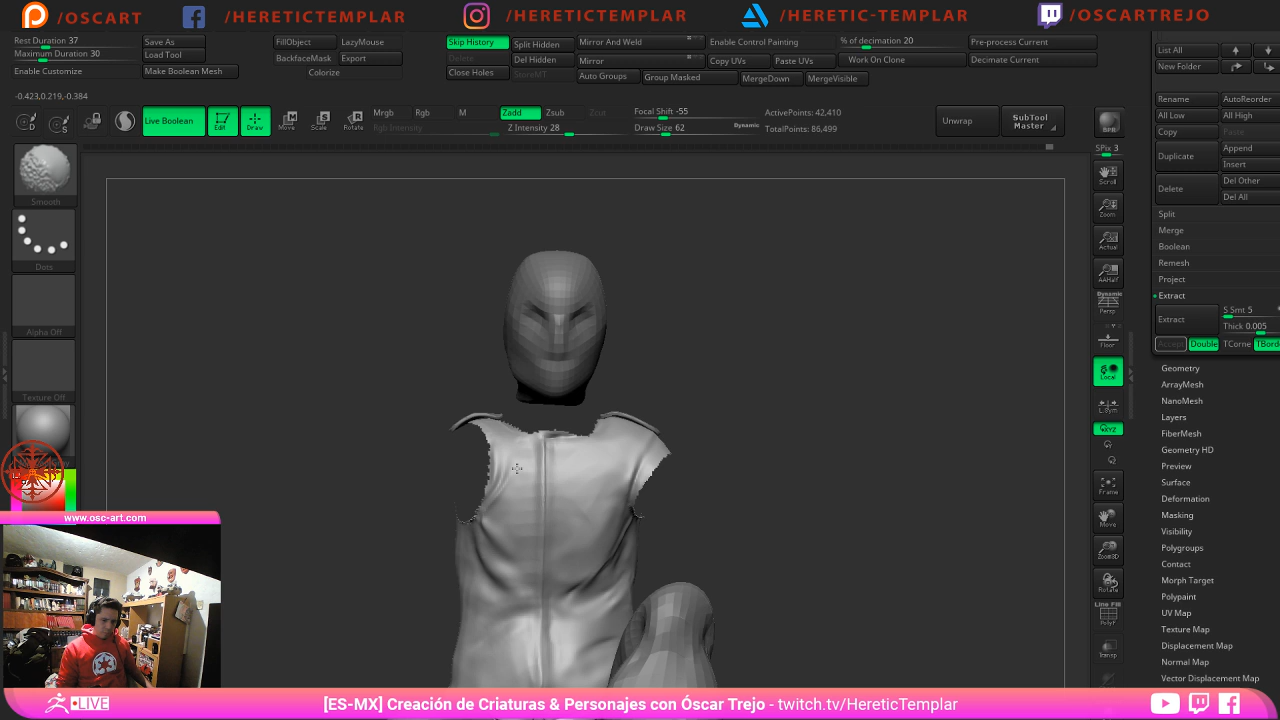 /OSCART
/HERETICTEMPLAR
/HERETICTEMPLAR
/HERETIC-TEMPLAR
/OSCARTREJO
Rest Duration 37
Maximum Duration 30
Enable Customize
Save As
Load Tool
Make Boolean Mesh
FillObject
LazyMouse
BackfaceMask
Export
Colorize
Skip History
Split Hidden
Delete
Del Hidden
Close Holes
StoreMT
Mirror And Weld
Mirror
Auto Groups
Group Masked
Enable Control Painting
Copy UVs
Paste UVs
MergeDown
MergeVisible
% of decimation 20
Work On Clone
Pre-process Current
Decimate Current
-0.423,0.219,-0.384
Live Boolean
Edit
Draw
Move
Scale
Rotate
Mrgb
Rgb
M
Rgb Intensity
Zadd
Zsub
Zcut
Z Intensity 28
Focal Shift -55
Draw Size 62
Dynamic
ActivePoints: 42,410
TotalPoints: 86,499
Unwrap
SubTool
Master
BPR
SPix 3
Scroll
Zoom
Actual
AAHalf
Dynamic
Persp
Floor
Local
L.Sym
Frame
Move
Zoom3D
Rotate
Line Fill
PolyF
Transp
Smooth
Dots
Alpha Off
Texture Off
List All
New Folder
Rename
AutoReorder
All Low
All High
Copy
Paste
Duplicate
Append
Insert
Delete
Del Other
Del All
Split
Merge
Boolean
Remesh
Project
Extract
Extract
S Smt 5
Thick 0.005
Accept
Double
TCorne
TBord
Geometry
ArrayMesh
NanoMesh
Layers
FiberMesh
Geometry HD
Preview
Surface
Deformation
Masking
Visibility
Polygroups
Contact
Morph Target
Polypaint
UV Map
Texture Map
Displacement Map
Normal Map
Vector Displacement Map
www.osc-art.com
LIVE
[ES-MX] Creación de Criaturas & Personajes con Óscar Trejo - twitch.tv/HereticTemplar